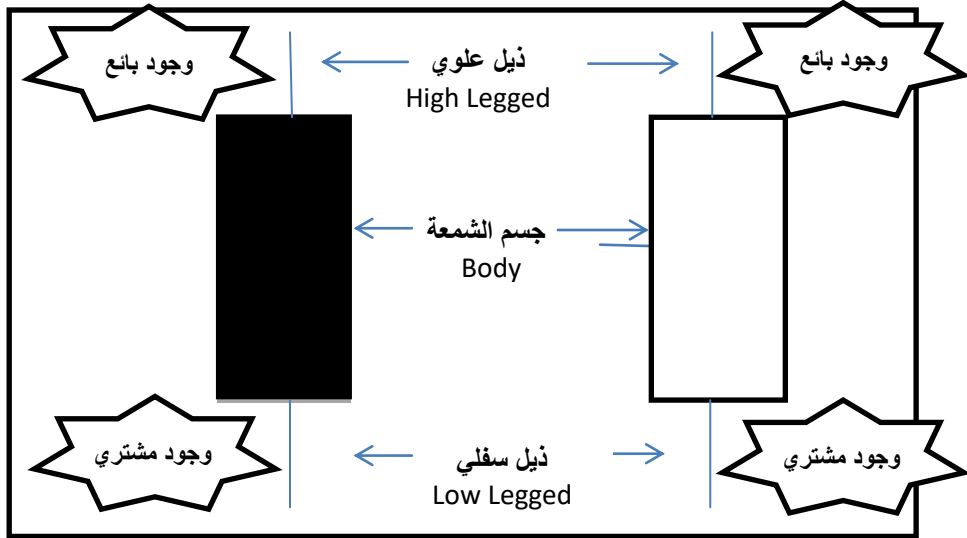 وجود بائع
ذيل علوي
High Legged
وجود بائع
جسم الشمعة
Body
وجود مشتري
ذيل سفلي
Low Legged
وجود مشتري